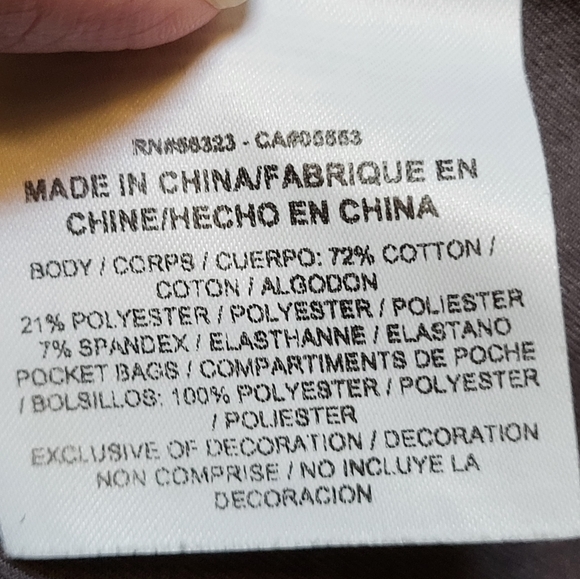 RN#56323 - CA#05553
MADE IN CHINA/FABRIQUE EN
CHINE/HECHO EN CHINA
BODY / CORPS / CUERPO: 72% COTTON /
COTON / ALGODON
21% POLYESTER / POLYESTER / POLIESTER
7% SPANDEX / ELASTHANNE / ELASTANO
POCKET BAGS / COMPARTIMENTS DE POCHE
/ BOLSILLOS: 100% POLYESTER / POLYESTER
/ POLIESTER
EXCLUSIVE OF DECORATION / DECORATION
NON COMPRISE / NO INCLUYE LA
DECORACION